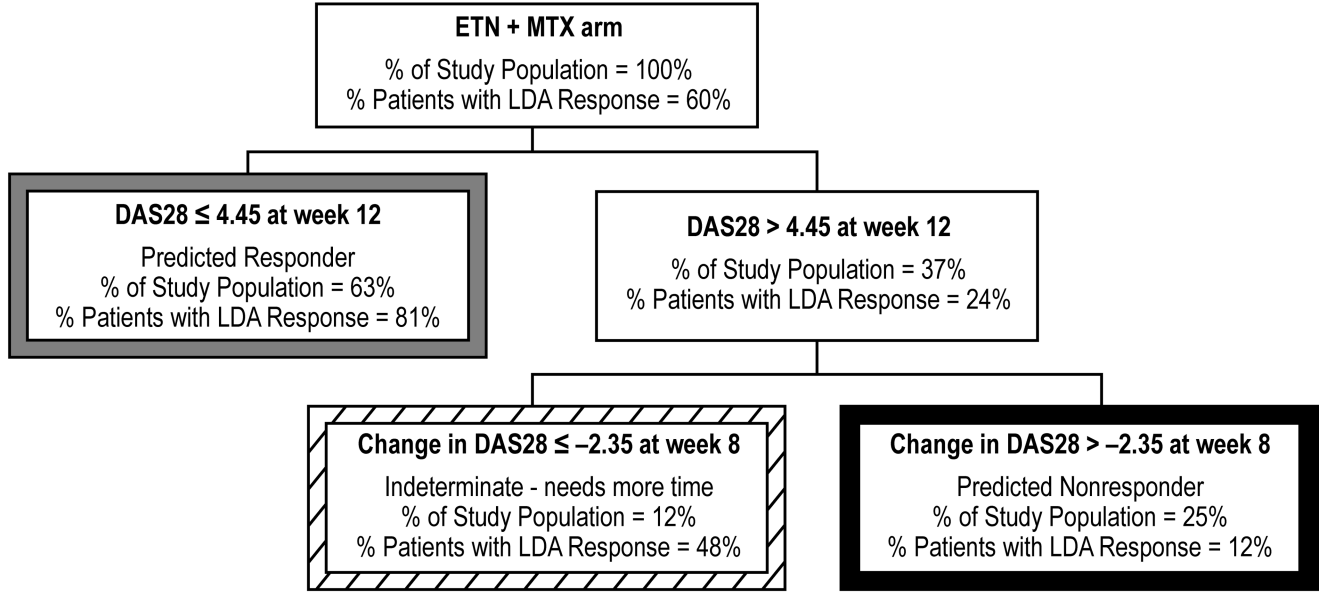 ETN + MTX arm
% of Study Population = 100%
% Patients with LDA Response = 60%
DAS28 ≤ 4.45 at week 12
Predicted Responder
% of Study Population = 63%
% Patients with LDA Response = 81%
DAS28 > 4.45 at week 12
% of Study Population = 37%
% Patients with LDA Response = 24%
Change in DAS28 ≤ –2.35 at week 8
Indeterminate - needs more time
% of Study Population = 12%
% Patients with LDA Response = 48%
Change in DAS28 > –2.35 at week 8
Predicted Nonresponder
% of Study Population = 25%
% Patients with LDA Response = 12%